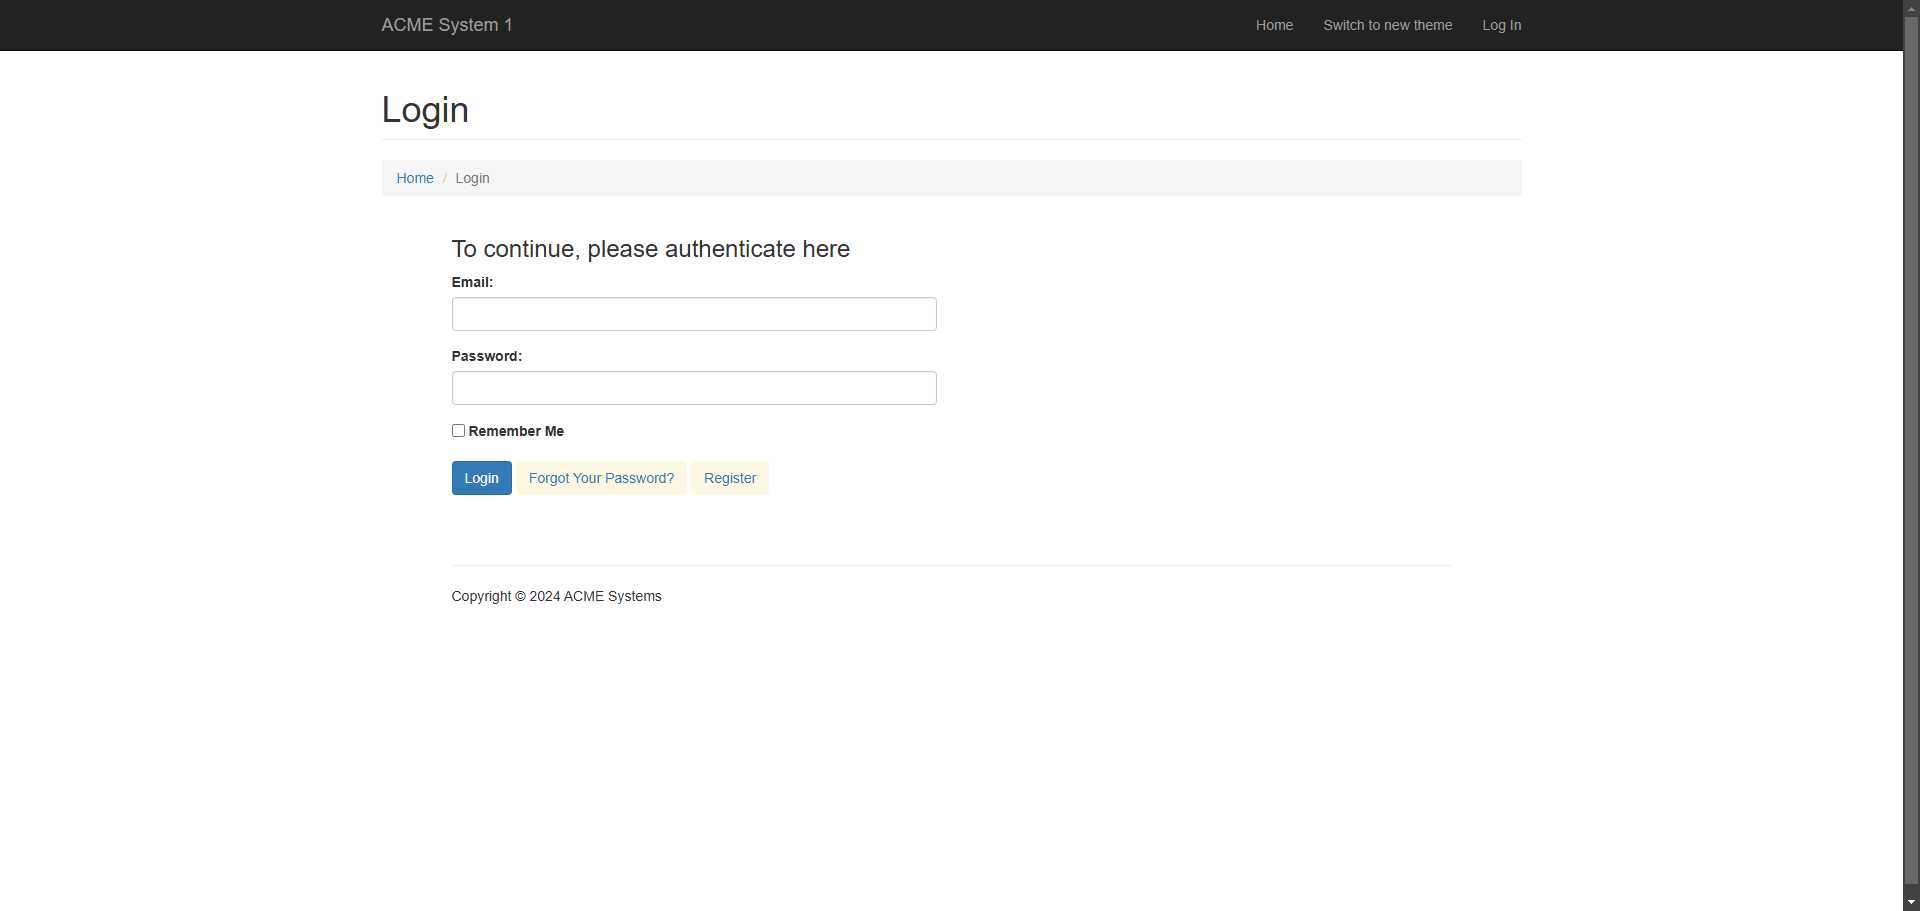 ACME System 1
Home
Switch to new theme
Log In
Login
Home / Login
To continue, please authenticate here
Email:
Password:
Remember Me
Login
Forgot Your Password?
Register
Copyright © 2024 ACME Systems